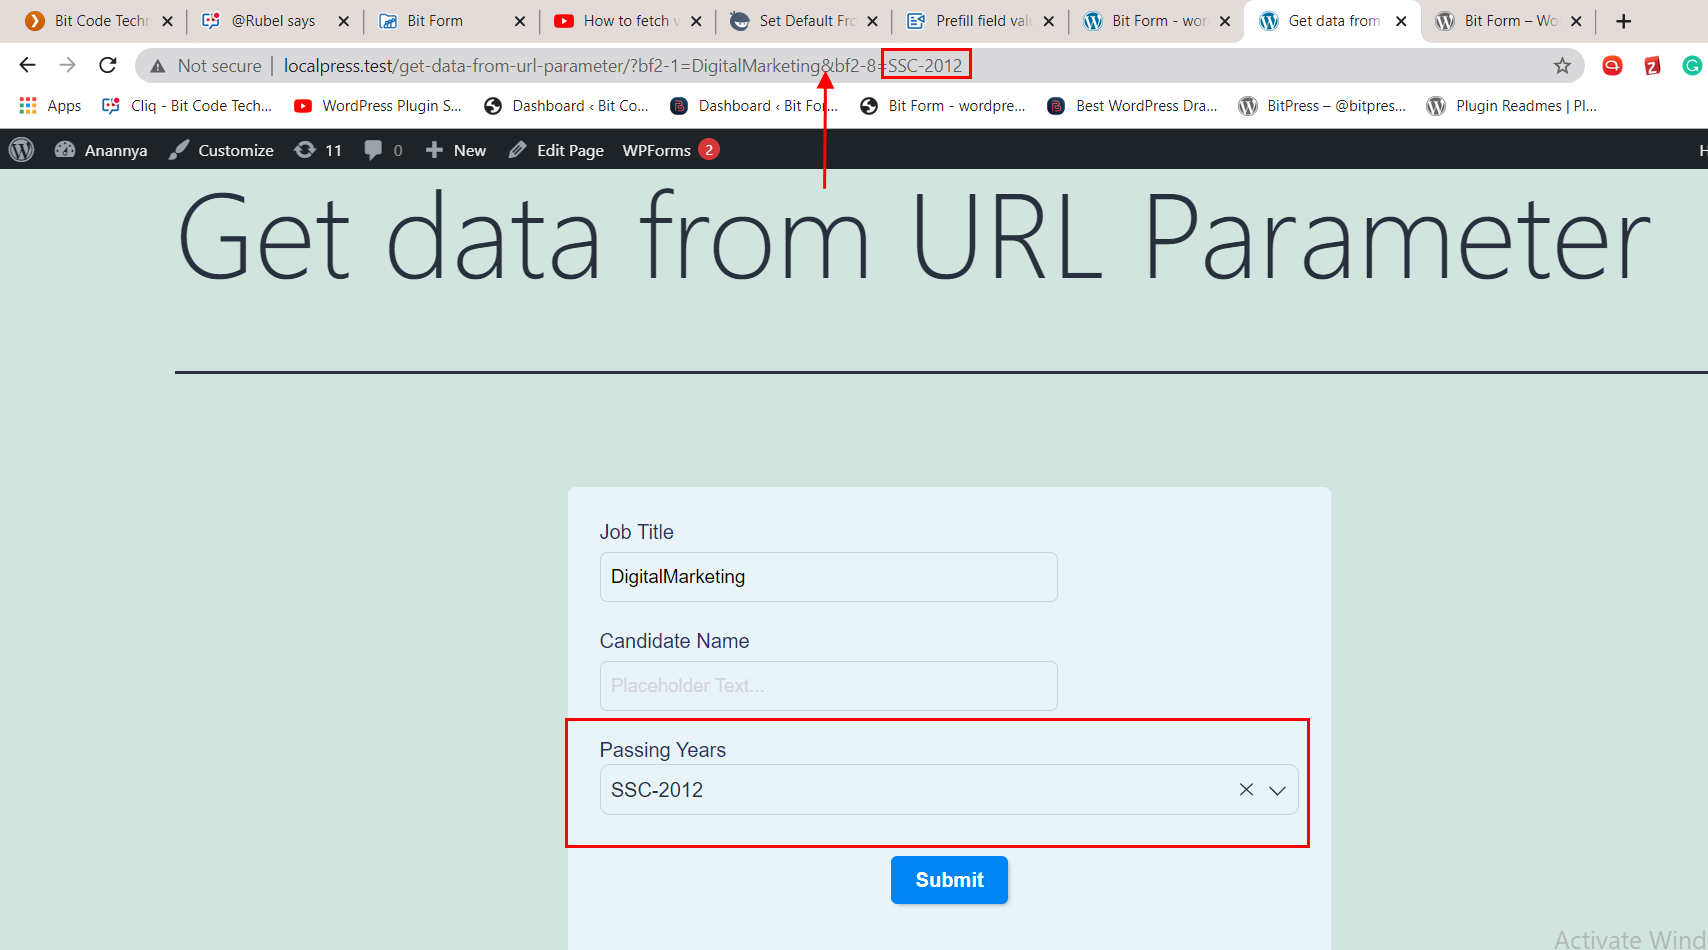 Bit Code Techn
@Rubel says
Bit Form
How to fetch v
Set Default Fro
Prefill field valu
Bit Form - wor
Get data from
Bit Form – Wo
Not secure
localpress.test/get-data-from-url-parameter/?bf2-1=DigitalMarketing&bf2-8=SSC-2012
Apps
Cliq - Bit Code Tech...
WordPress Plugin S...
Dashboard ‹ Bit Co...
Dashboard ‹ Bit For...
Bit Form - wordpre...
Best WordPress Dra...
BitPress – @bitpres...
Plugin Readmes | Pl...
Anannya
Customize
11
0
New
Edit Page
WPForms 2
H
Get data from URL Parameter
Job Title
DigitalMarketing
Candidate Name
Placeholder Text...
Passing Years
SSC-2012
Submit
Activate Wind